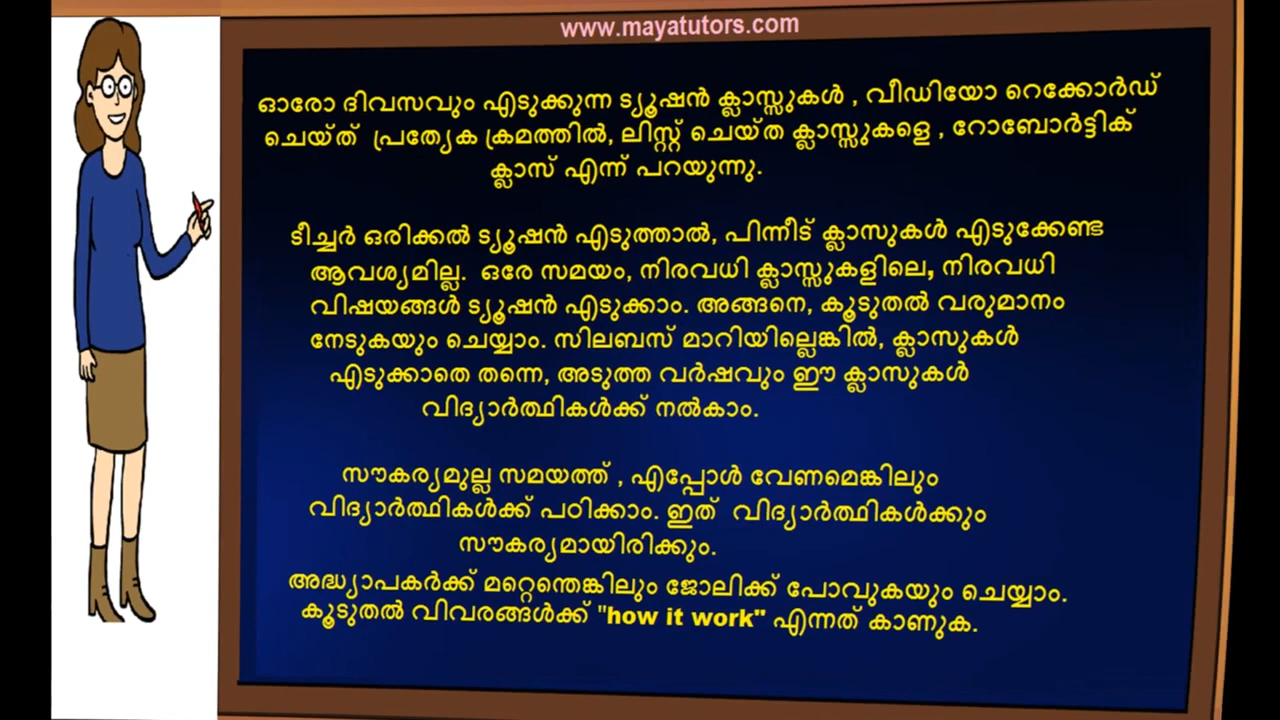 www.mayatutors.com
ഓരോ ദിവസവും എടുക്കുന്ന ട്യൂഷൻ ക്ലാസ്സുകൾ , വീഡിയോ റെക്കോർഡ്
ചെയ്ത് പ്രത്യേക ക്രമത്തിൽ, ലിസ്റ്റ് ചെയ്ത ക്ലാസ്സുകളെ , റോബോർട്ടിക്
ക്ലാസ് എന്ന് പറയുന്നു.
ടീച്ചർ ഒരിക്കൽ ട്യൂഷൻ എടുത്താൽ, പിന്നീട് ക്ലാസുകൾ എടുക്കേണ്ട
ആവശ്യമില്ല. ഒരേ സമയം, നിരവധി ക്ലാസ്സുകളിലെ, നിരവധി
വിഷയങ്ങൾ ട്യൂഷൻ എടുക്കാം. അങ്ങനെ, കൂടുതൽ വരുമാനം
നേടുകയും ചെയ്യാം. സിലബസ് മാറിയില്ലെങ്കിൽ, ക്ലാസുകൾ
എടുക്കാതെ തന്നെ, അടുത്ത വർഷവും ഈ ക്ലാസുകൾ
വിദ്യാർത്ഥികൾക്ക് നൽകാം.
സൗകര്യമുല്ല സമയത്ത് , എപ്പോൾ വേണമെങ്കിലും
വിദ്യാർത്ഥികൾക്ക് പഠിക്കാം. ഇത് വിദ്യാർത്ഥികൾക്കും
സൗകര്യമായിരിക്കും.
അദ്ധ്യാപകർക്ക് മറ്റെന്തെങ്കിലും ജോലിക്ക് പോവുകയും ചെയ്യാം.
കൂടുതൽ വിവരങ്ങൾക്ക് "how it work" എന്നത് കാണുക.